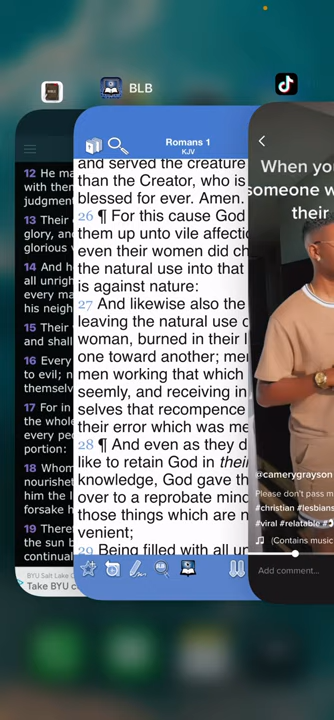 BLB
12 He ma
with them
judgment
13 Their
glory, and
glorious
14 And h
all unrigh
every ma
his neigh
15 Their
and shall
16 Every
to evil; n
themselv
17 For in
the whole
every pe
portion:
18 Whom
nourishet
him the l
forsake h
19 There
the sun b
continual
BYU Salt Lake C
Take BYU c
Romans 1
KJV
and served the creature
than the Creator, who is
blessed for ever. Amen.
26 ¶ For this cause God
them up unto vile affecti
even their women did ch
the natural use into that
is against nature:
27 And likewise also the
leaving the natural use o
woman, burned in their l
one toward another; me
men working that which
seemly, and receiving in
selves that recompence
their error which was me
28 ¶ And even as they d
like to retain God in their
knowledge, God gave th
over to a reprobate mind
those things which are n
venient;
29 Being filled with all un
When yo
someone w
their
@camerygrayson
Please don't pass m
#christian #lesbians
#viral #relatable #
(Contains music
Add comment...